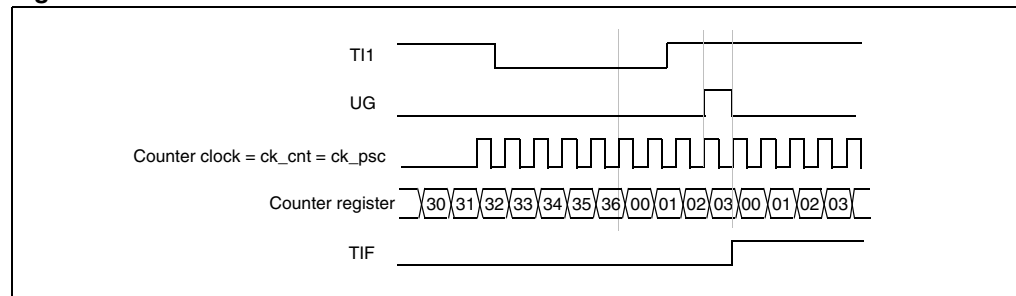 TI1
UG
Counter clock = ck_cnt = ck_psc
Counter register 30 31 32 33 34 35 36 00 01 02 03 00 01 02 03
TIF